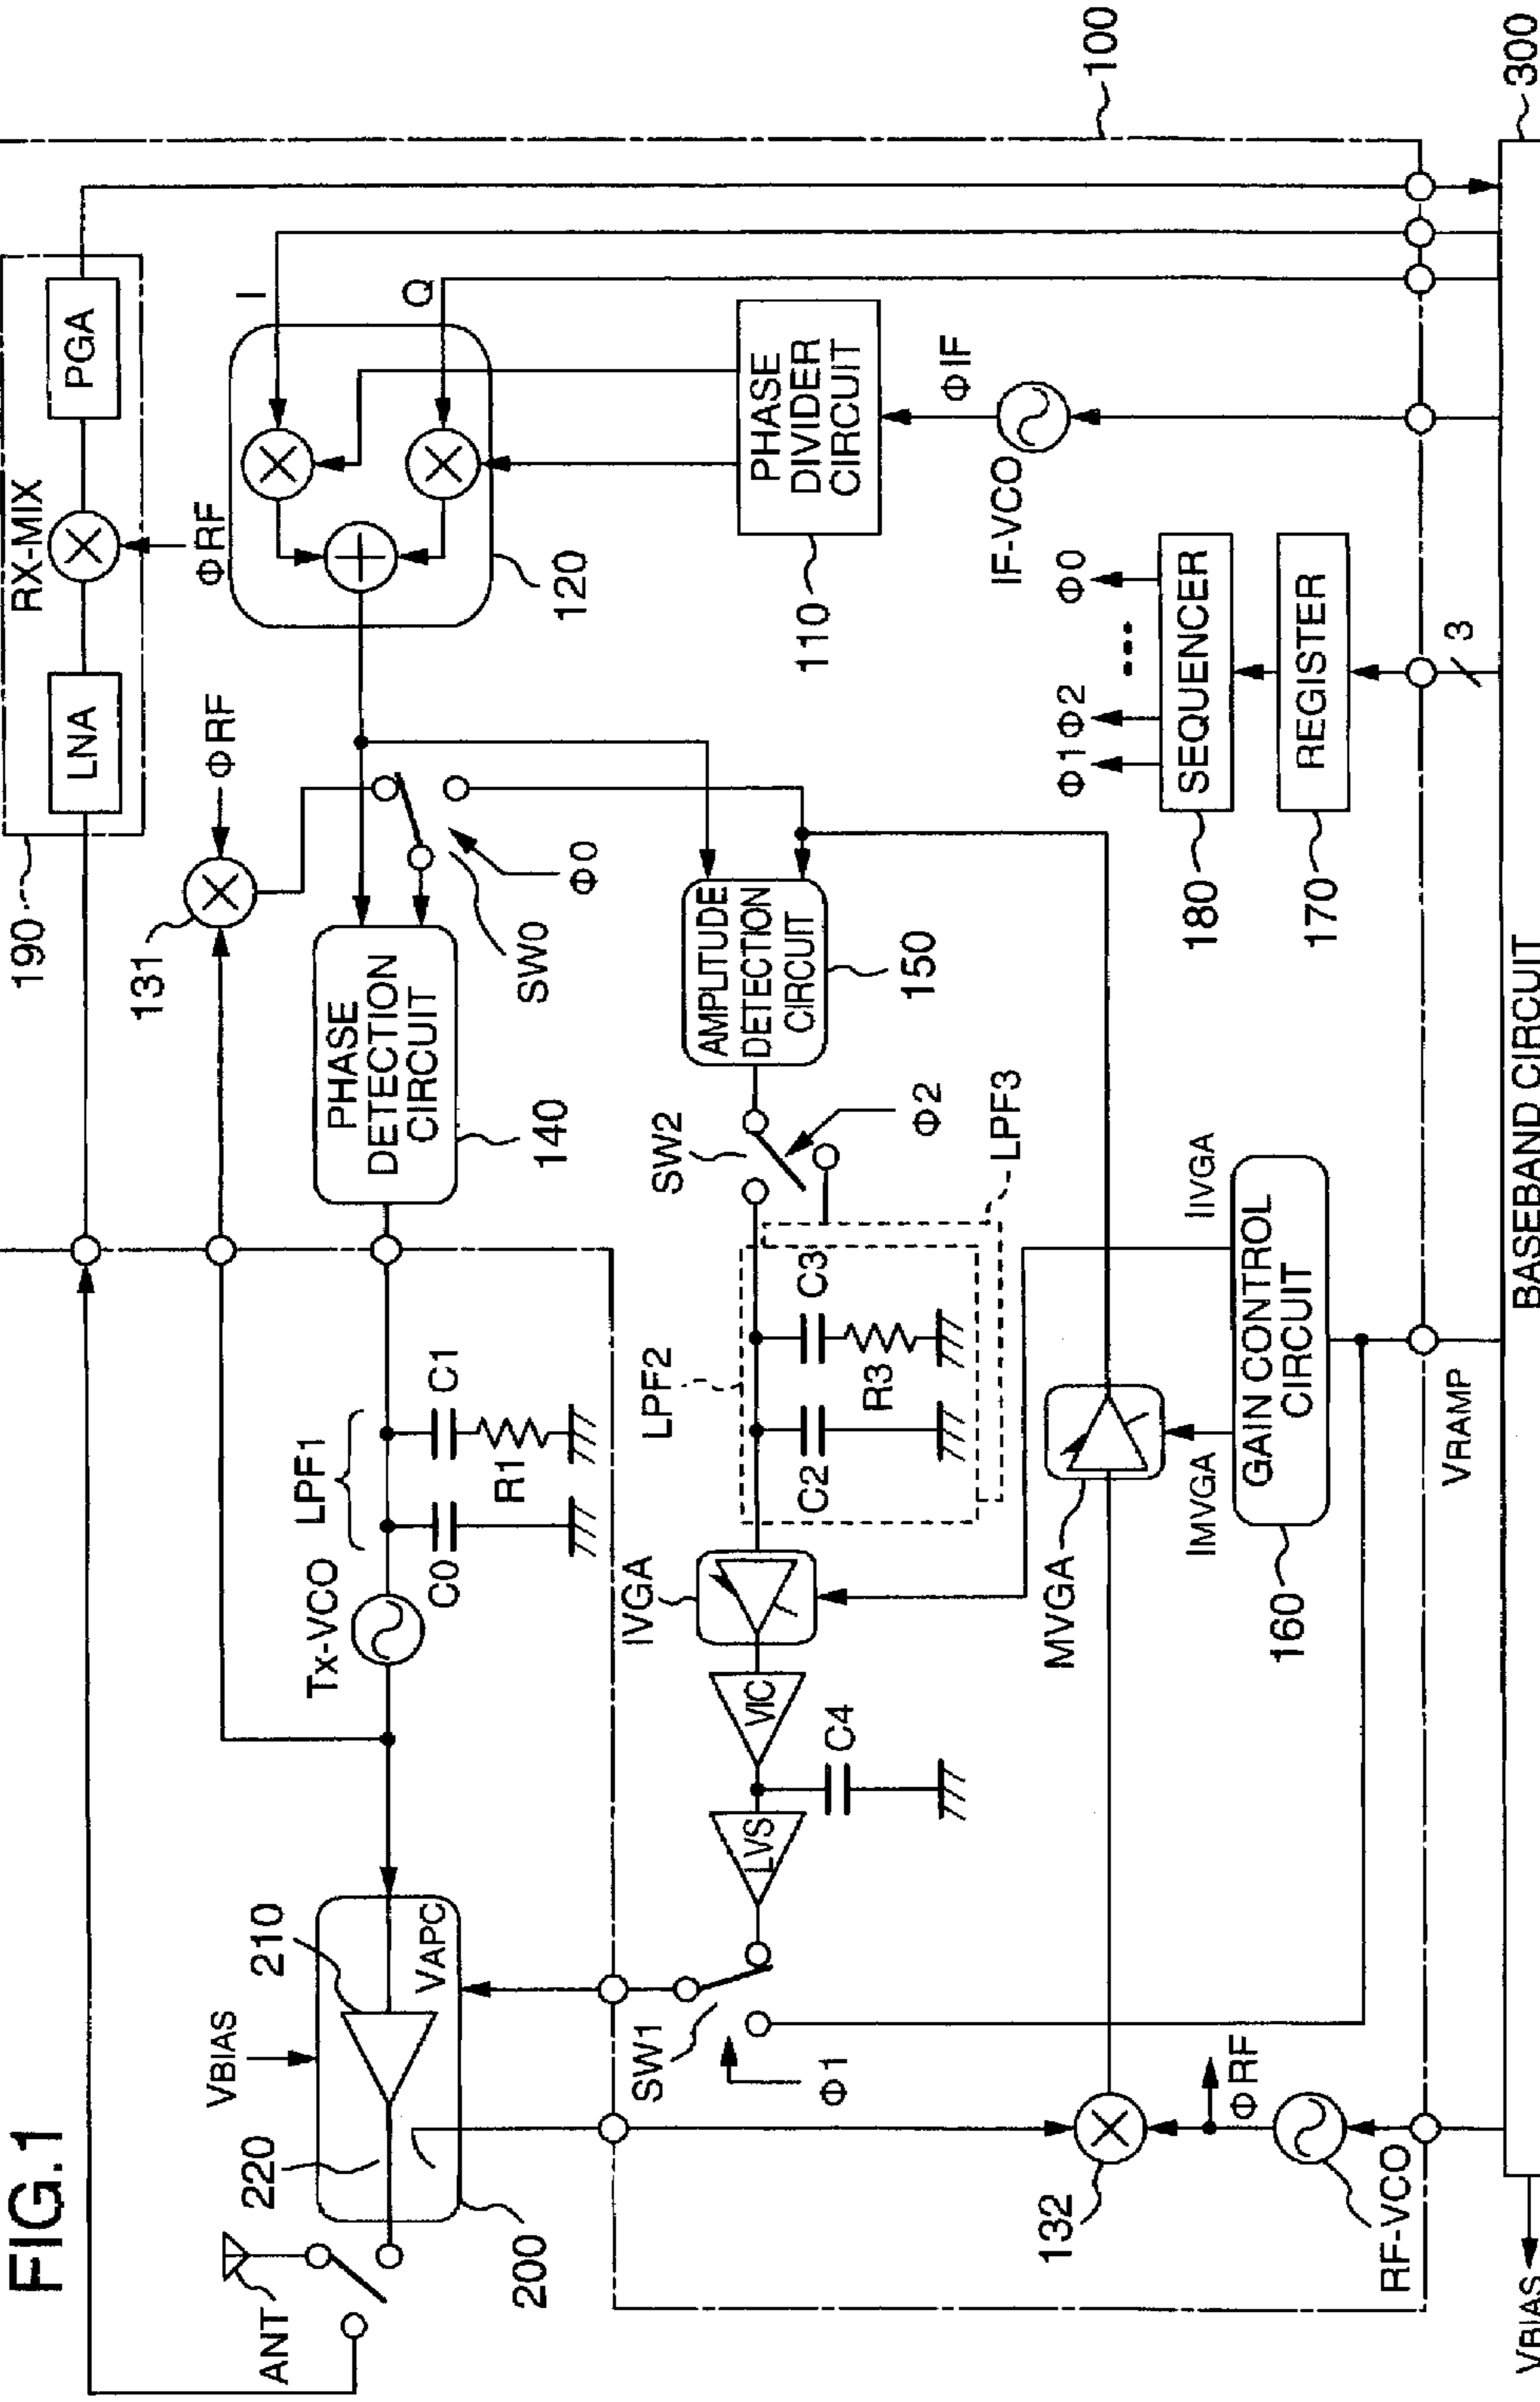 FIG.1
190
LNA
RX-MIX
PGA
ΦRF
131
ΦRF
I
Q
120
PHASE
DETECTION
CIRCUIT
140
SW0
Φ0
PHASE
DIVIDER
CIRCUIT
110
ΦIF
IF-VCO
ANT
VBIAS
220
210
VAPC
200
Tx-VCO
LPF1
C0
C1
R1
SW1
Φ1
LVS
VIC
C4
IVGA
LPF2
C2
C3
R3
LPF3
SW2
Φ2
AMPLITUDE
DETECTION
CIRCUIT
150
Φ1
Φ2
Φ0
SEQUENCER
180
REGISTER
170
3
100
132
ΦRF
RF-VCO
MVGA
IMVGA
IIVGA
GAIN CONTROL
CIRCUIT
160
VRAMP
VBIAS
BASEBAND CIRCUIT
300